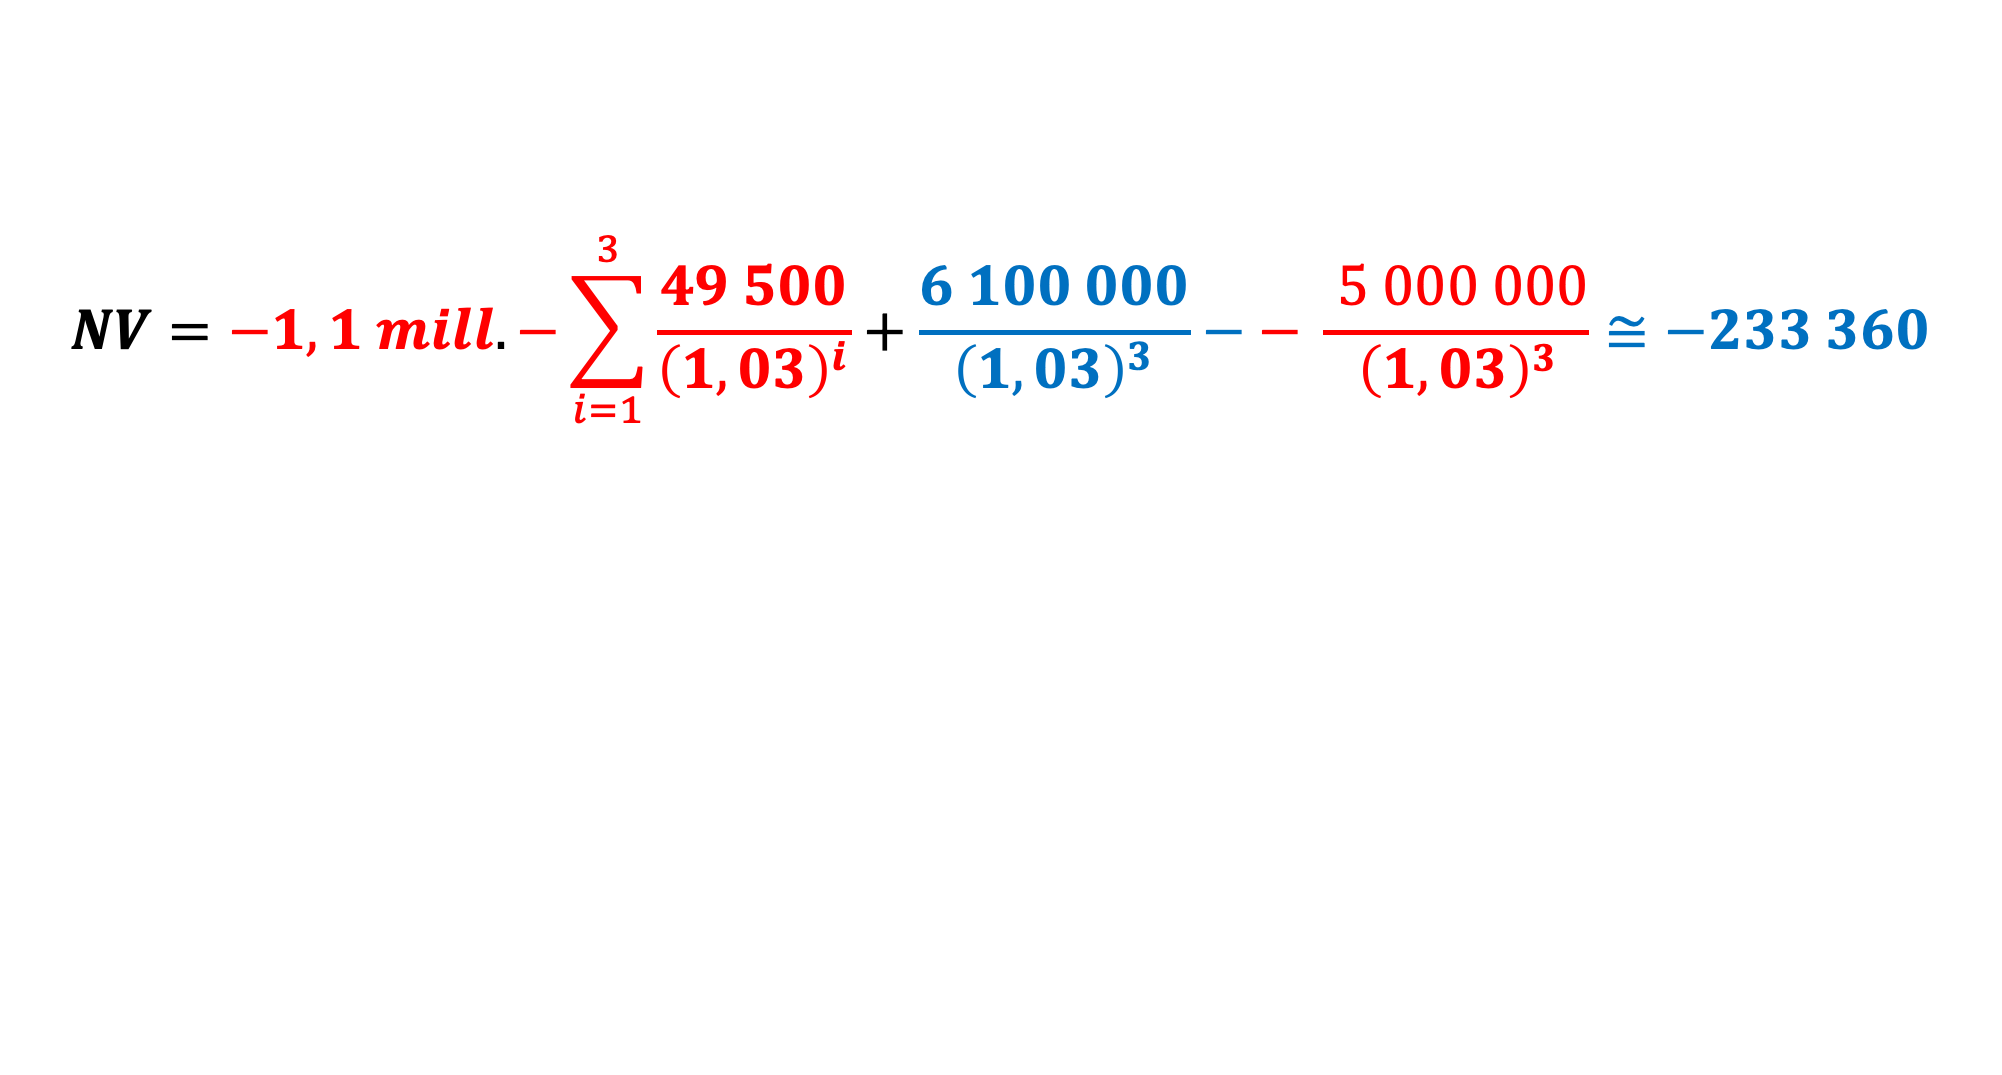 NV = −1,1 mill. − ∑_{i=1}^{3} 49 500/(1,03)^i + 6 100 000/(1,03)^3 − − 5 000 000/(1,03)^3 ≅ −233 360